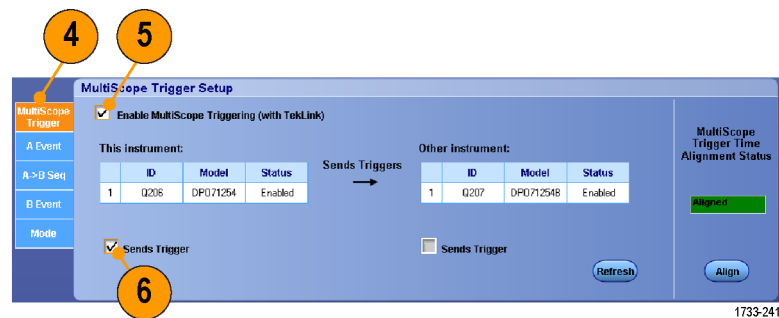 4
5
MultiScope Trigger Setup
MultiScope
Trigger
A Event
A->B Seq
B Event
Mode
Enable MultiScope Triggering (with TekLink)
This instrument:
ID Model Status
1 Q206 DPO71254 Enabled
Sends Trigger
6
Sends Triggers
Other instrument:
ID Model Status
1 Q207 DPO71254B Enabled
Sends Trigger
Refresh
MultiScope
Trigger Time
Alignment Status
Aligned
Align
1733-241